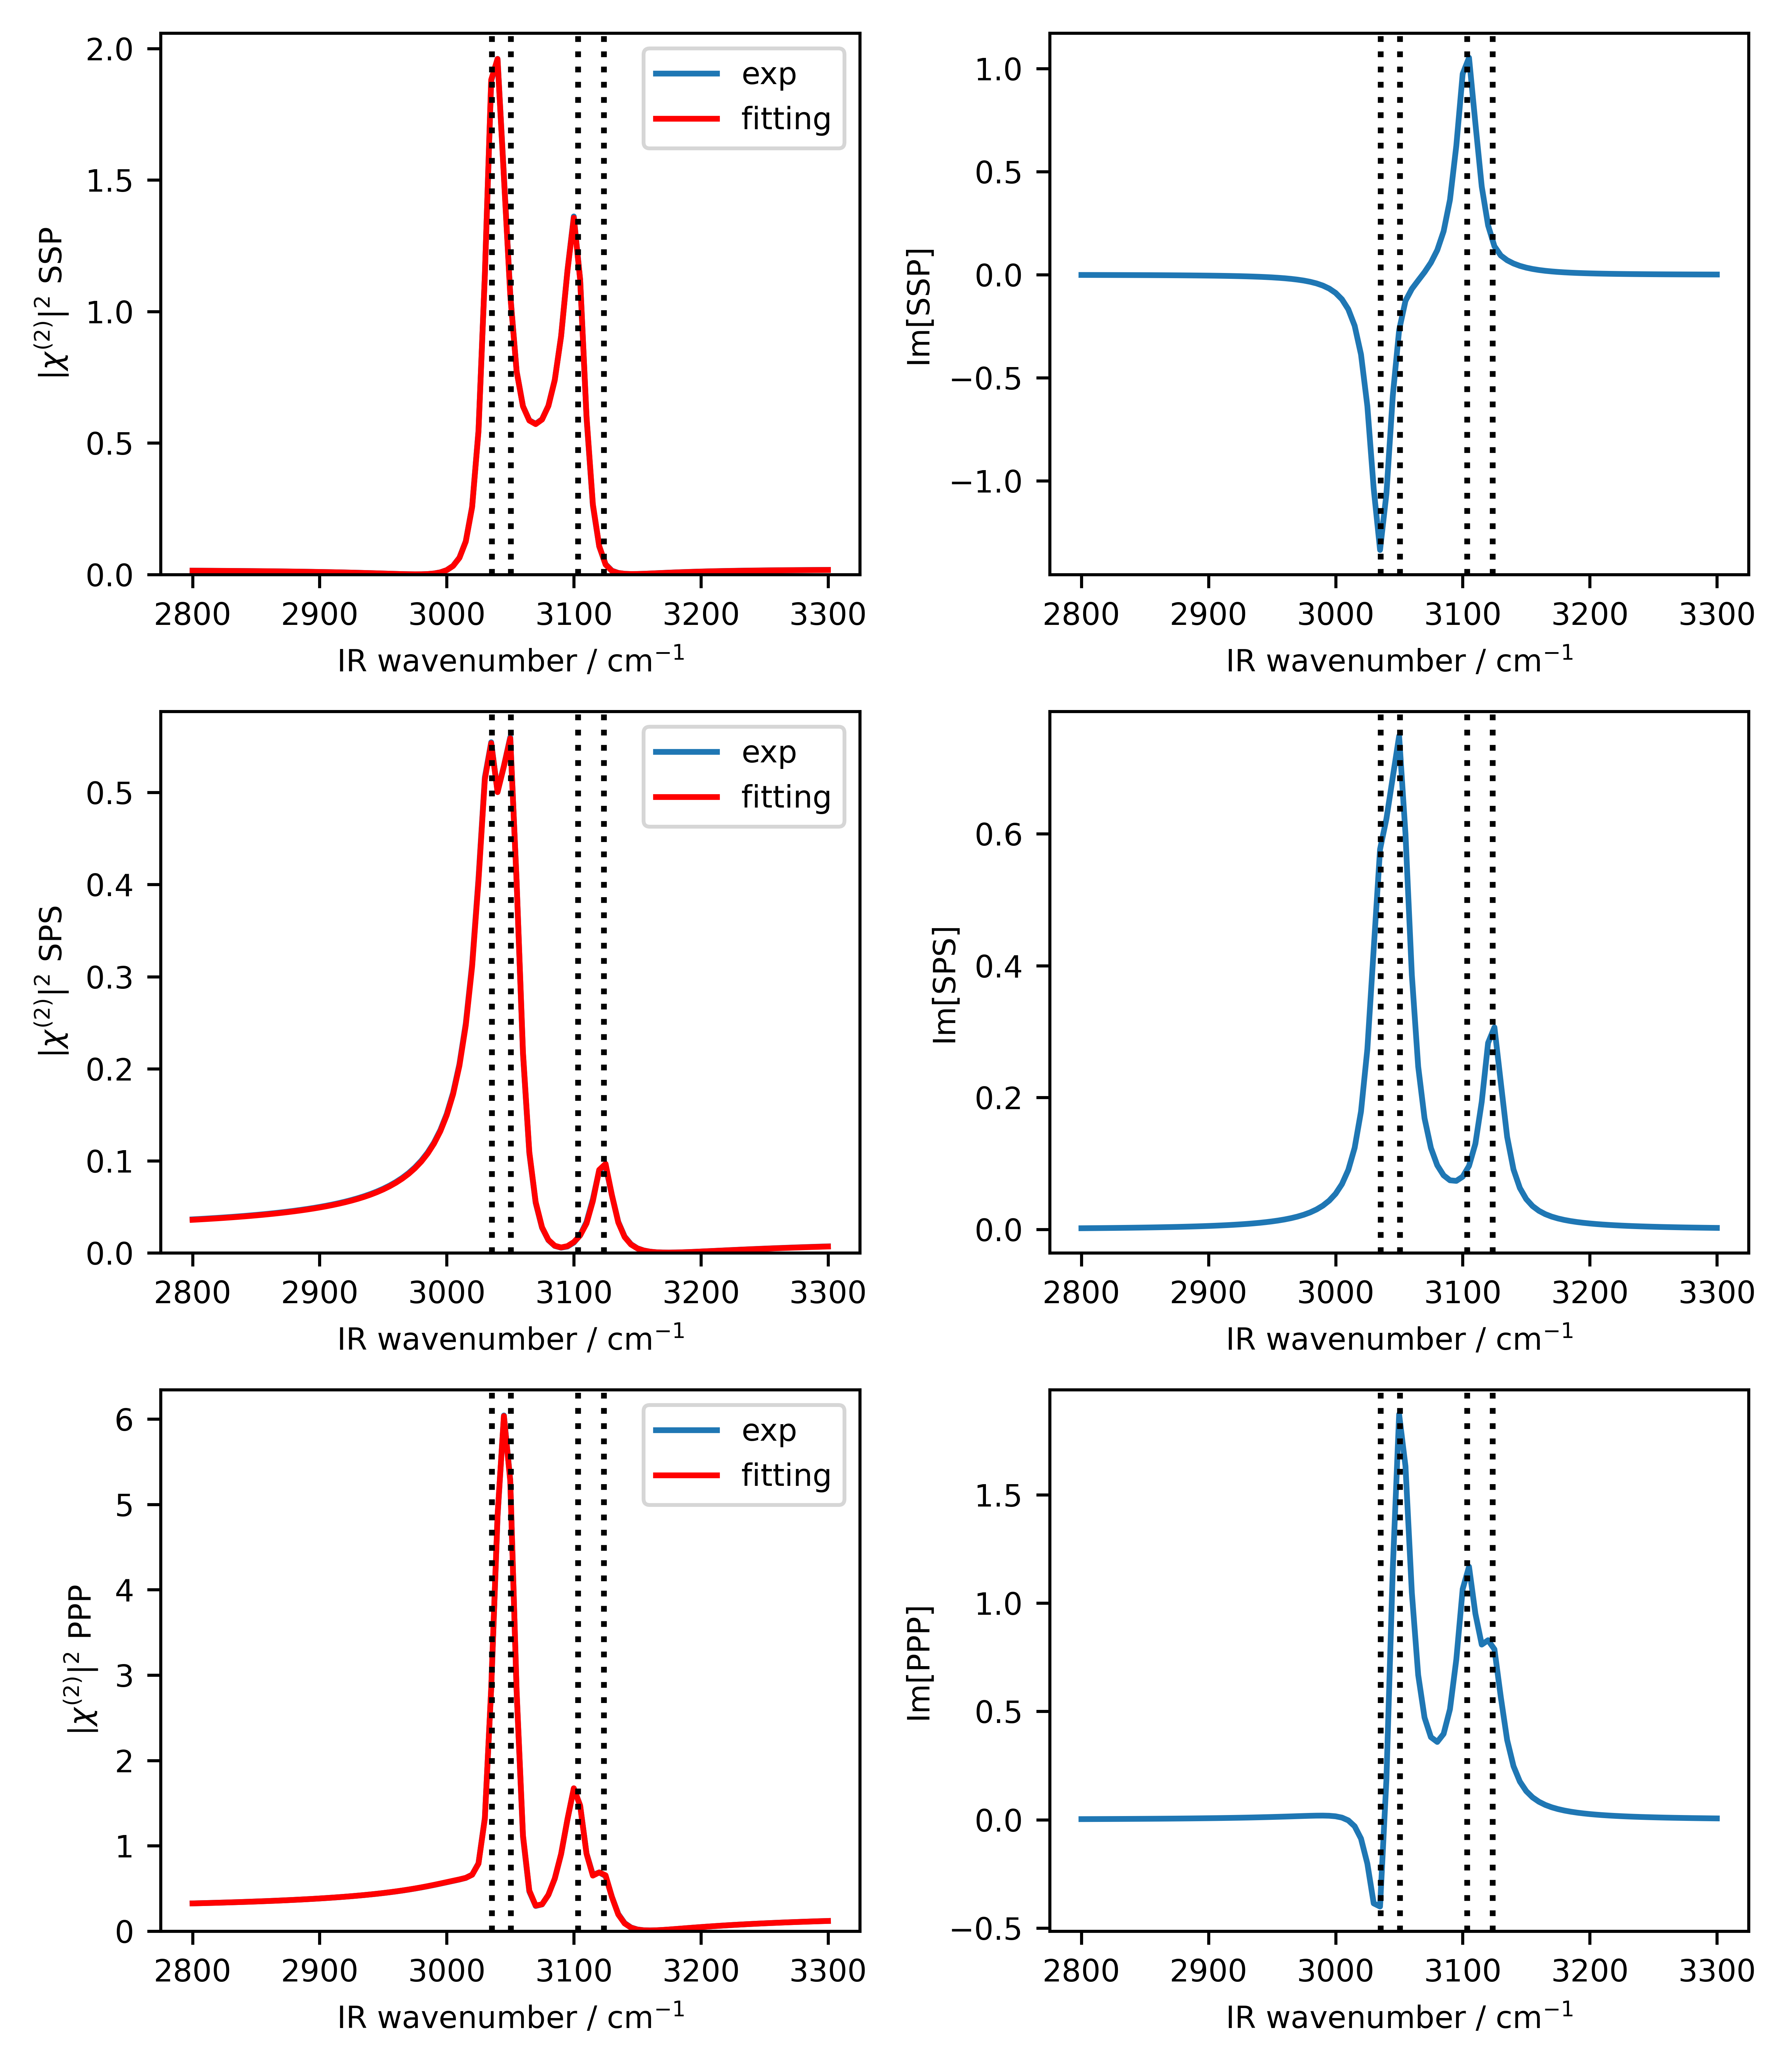 |χ(2)|² SSP
2.0
1.5
1.0
0.5
0.0
2800 2900 3000 3100 3200 3300
IR wavenumber / cm⁻¹
exp
fitting
Im[SSP]
1.0
0.5
0.0
−0.5
−1.0
2800 2900 3000 3100 3200 3300
IR wavenumber / cm⁻¹
|χ(2)|² SPS
0.5
0.4
0.3
0.2
0.1
0.0
2800 2900 3000 3100 3200 3300
IR wavenumber / cm⁻¹
exp
fitting
Im[SPS]
0.6
0.4
0.2
0.0
2800 2900 3000 3100 3200 3300
IR wavenumber / cm⁻¹
|χ(2)|² PPP
6
5
4
3
2
1
0
2800 2900 3000 3100 3200 3300
IR wavenumber / cm⁻¹
exp
fitting
Im[PPP]
1.5
1.0
0.5
0.0
−0.5
2800 2900 3000 3100 3200 3300
IR wavenumber / cm⁻¹